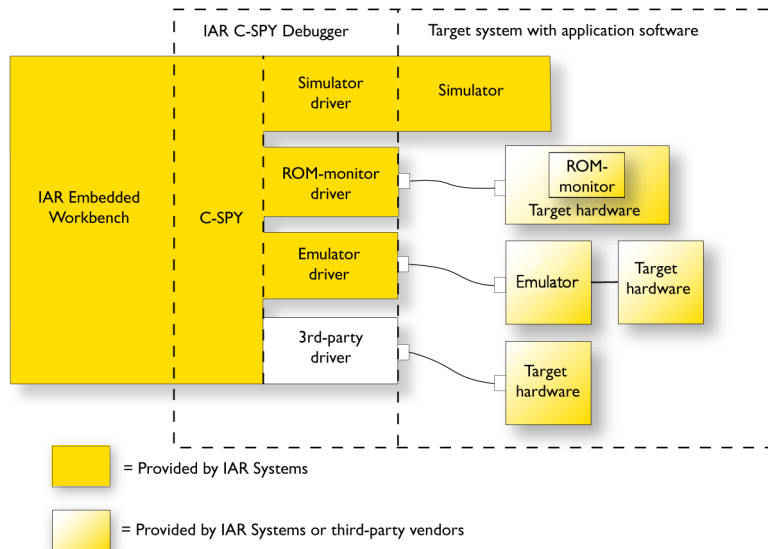 IAR C-SPY Debugger
Target system with application software
Simulator
driver
Simulator
ROM-monitor
driver
ROM-
monitor
Target hardware
IAR Embedded
Workbench
C-SPY
Emulator
driver
Emulator
Target
hardware
3rd-party
driver
Target
hardware
= Provided by IAR Systems
= Provided by IAR Systems or third-party vendors